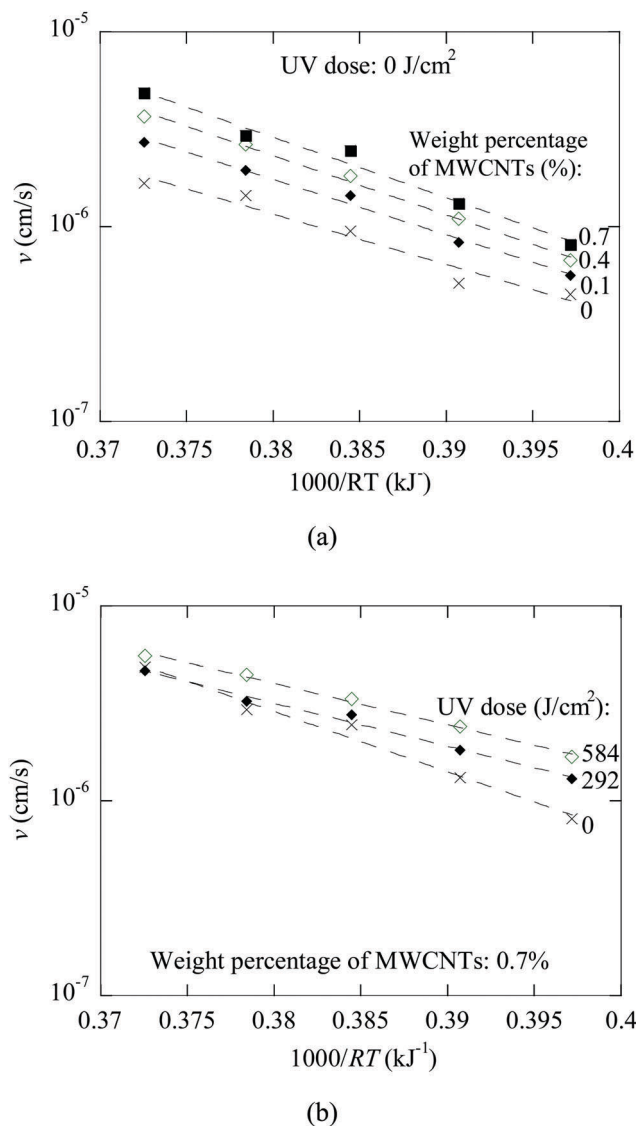 10⁻⁵
UV dose: 0 J/cm²
Weight percentage
of MWCNTs (%):
10⁻⁶
ν (cm/s)
0.7
0.4
0.1
0
10⁻⁷
0.37 0.375 0.38 0.385 0.39 0.395 0.4
1000/RT (kJ⁻)
(a)
10⁻⁵
UV dose (J/cm²):
584
292
10⁻⁶
ν (cm/s)
0
Weight percentage of MWCNTs: 0.7%
10⁻⁷
0.37 0.375 0.38 0.385 0.39 0.395 0.4
1000/RT (kJ⁻¹)
(b)